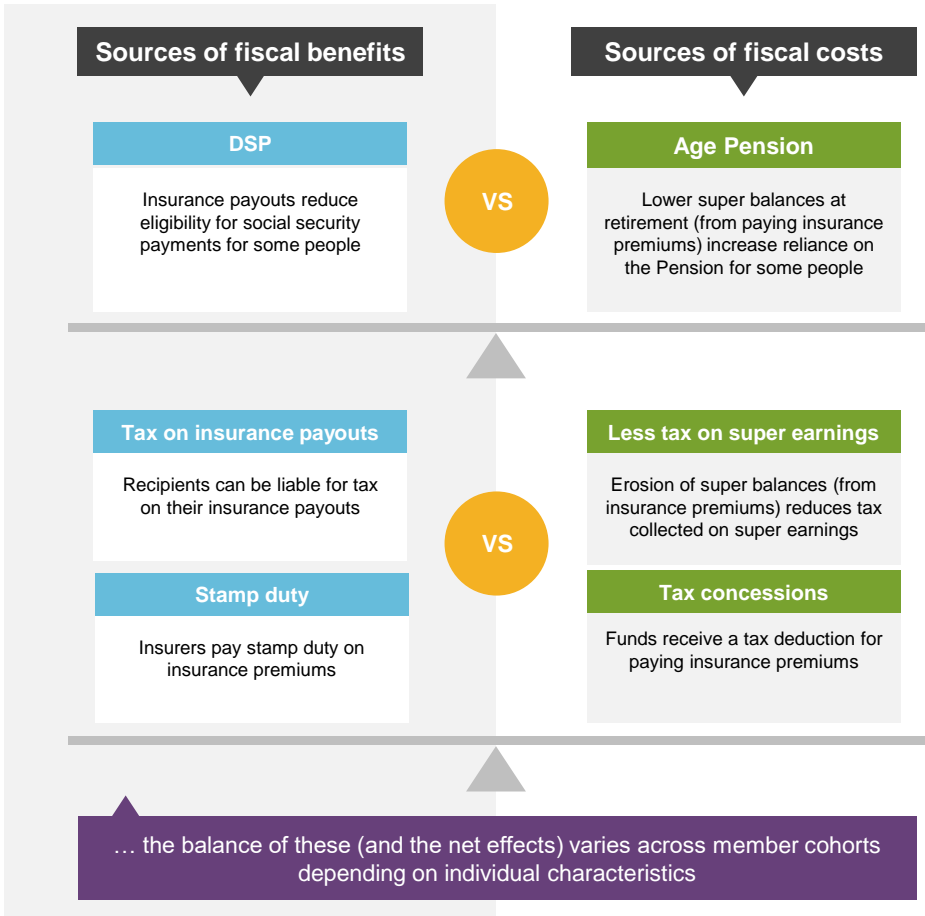 Sources of fiscal benefits
Sources of fiscal costs
DSP
Insurance payouts reduce
eligibility for social security
payments for some people
VS
Age Pension
Lower super balances at
retirement (from paying insurance
premiums) increase reliance on
the Pension for some people
Tax on insurance payouts
Recipients can be liable for tax
on their insurance payouts
Stamp duty
Insurers pay stamp duty on
insurance premiums
VS
Less tax on super earnings
Erosion of super balances (from
insurance premiums) reduces tax
collected on super earnings
Tax concessions
Funds receive a tax deduction for
paying insurance premiums
… the balance of these (and the net effects) varies across member cohorts
depending on individual characteristics